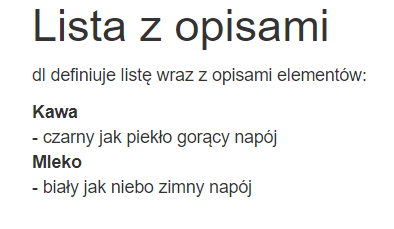 Lista z opisami
dl definiuje listę wraz z opisami elementów:
Kawa
- czarny jak piekło gorący napój
Mleko
- biały jak niebo zimny napój